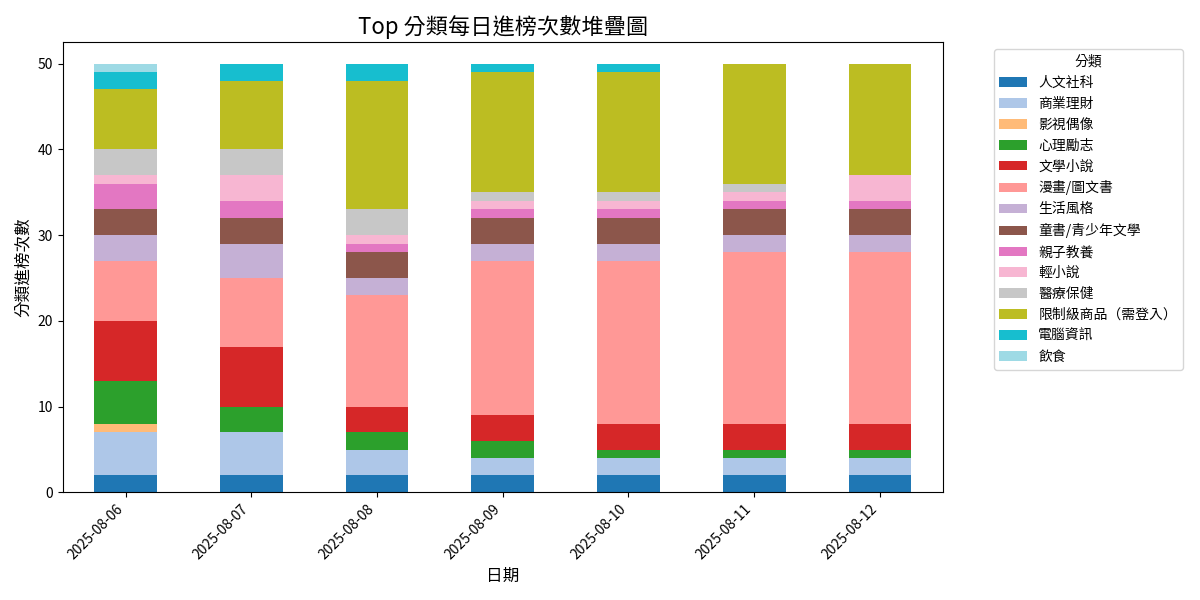 Top 分類每日進榜次數堆疊圖
分類進榜次數
50
40
30
20
10
0
2025-08-06
2025-08-07
2025-08-08
2025-08-09
2025-08-10
2025-08-11
2025-08-12
日期
分類
人文社科
商業理財
影視偶像
心理勵志
文學小說
漫畫/圖文書
生活風格
童書/青少年文學
親子教養
輕小說
醫療保健
限制級商品（需登入）
電腦資訊
飲食